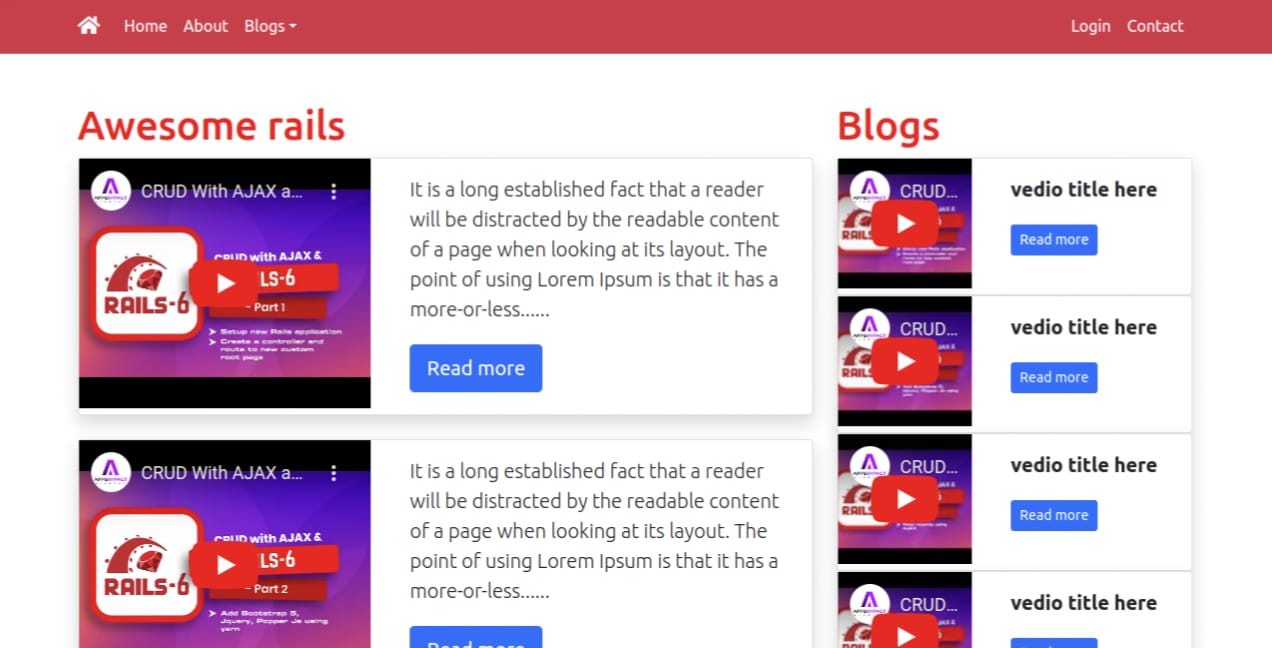 Home About Blogs
Login Contact
Awesome rails
CRUD With AJAX a...
CRUD with AJAX &
RAILS-6
- Part 1
➤ Setup new Rails application
➤ Create a controller and
route to new custom
root page
It is a long established fact that a reader
will be distracted by the readable content
of a page when looking at its layout. The
point of using Lorem Ipsum is that it has a
more-or-less......
Read more
CRUD With AJAX a...
CRUD with AJAX &
RAILS-6
- Part 2
➤ Add Bootstrap 5,
Jquery, Popper Js using
yarn
It is a long established fact that a reader
will be distracted by the readable content
of a page when looking at its layout. The
point of using Lorem Ipsum is that it has a
more-or-less......
Read more
Blogs
CRUD...
vedio title here
Read more
CRUD...
vedio title here
Read more
CRUD...
vedio title here
Read more
CRUD...
vedio title here